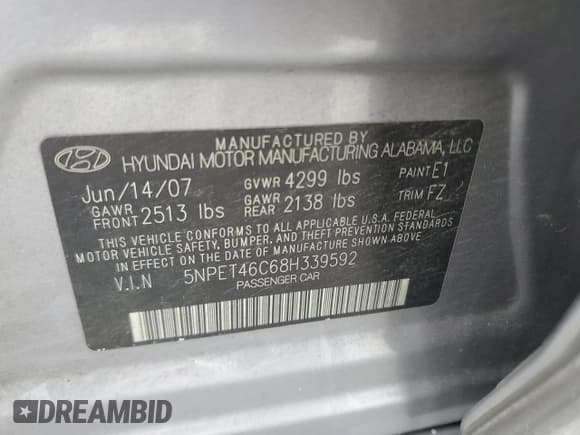 MANUFACTURED BY
HYUNDAI MOTOR MANUFACTURING ALABAMA, LLC
Jun/14/07 GVWR 4299 lbs PAINT E1
GAWR FRONT 2513 lbs GAWR REAR 2138 lbs TRIM FZ
THIS VEHICLE CONFORMS TO ALL APPLICABLE U.S.A. FEDERAL
MOTOR VEHICLE SAFETY, BUMPER, AND THEFT PREVENTION STANDARDS
IN EFFECT ON THE DATE OF MANUFACTURE SHOWN ABOVE.
V.I.N 5NPET46C68H339592
PASSENGER CAR
DREAMBID